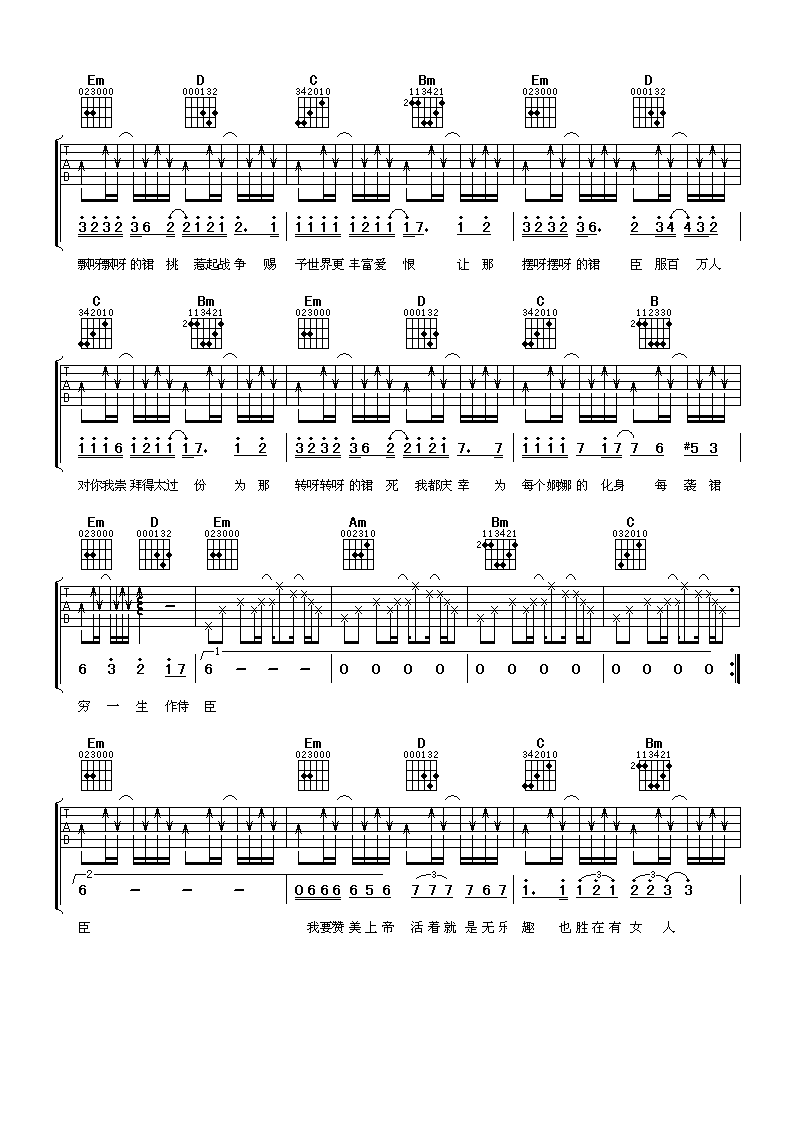 Em D C Bm Em D
023000 000132 342010 113421 023000 000132
2
T A B
3232 36 2 2121 2. 1 1111 1211 17. 1 2 3232 36. 2 34 432
飘呀飘呀的裙 挑 惹起战争 赐 予世界更 丰富爱 恨 让 那 摆呀摆呀的裙 臣 服百 万人
C Bm Em D C B
342010 113421 023000 000132 342010 112330
2 2
T A B
1116 1211 17. 1 2 3232 36 2 2121 7. 7 1111 7 17 7 6 #5 3
对你我崇 拜得太过 份 为 那 转呀转呀的裙 死 我都庆 幸 为 每个婀娜的 化身 每 袭 裙
Em D Em Am Bm C
023000 000132 023000 002310 113421 032010
2
T A B
1
6 3 2 17 6 - - - 0 0 0 0 0 0 0 0 0 0 0 0
穷 一 生 作侍 臣
Em Em D C Bm
023000 023000 000132 342010 113421
2
T A B
2 3 3 3
6 - - - 0666 656 777 767 1. 1 121 223 3
臣 我要赞美上帝 活着就是无乐 趣 也胜在有女 人